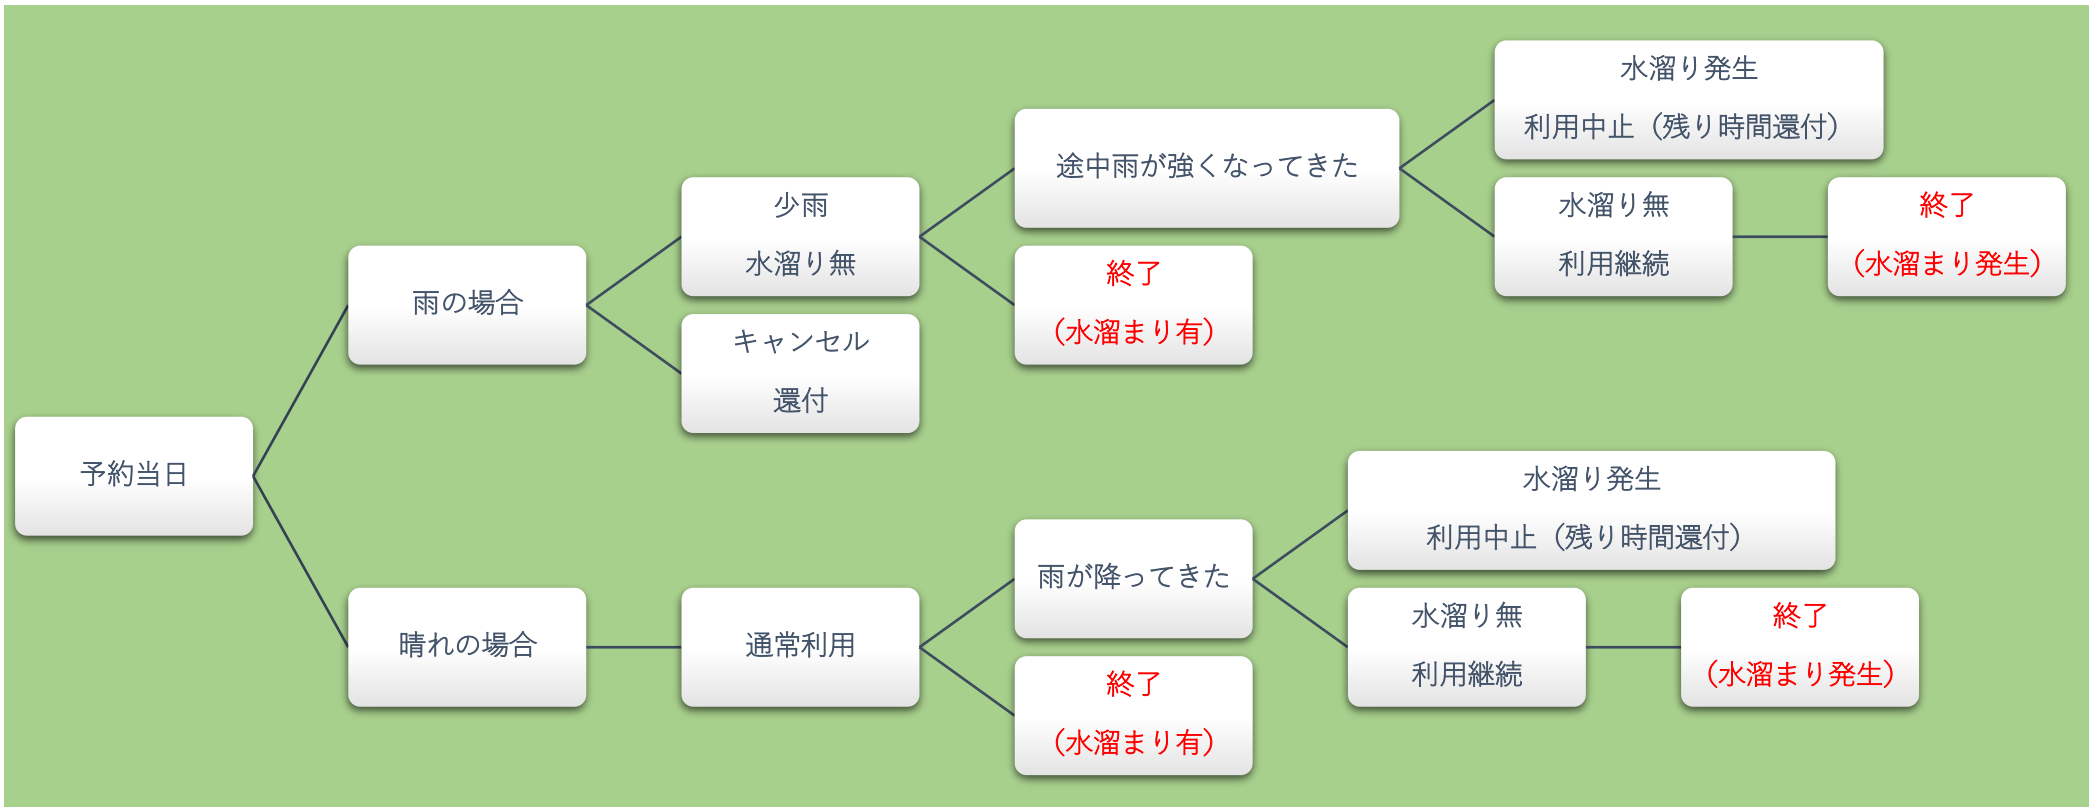 予約当日
雨の場合
少雨
水溜り無
途中雨が強くなってきた
水溜り発生
利用中止（残り時間還付）
水溜り無
利用継続
終了
（水溜まり発生）
終了
（水溜まり有）
キャンセル
還付
晴れの場合
通常利用
雨が降ってきた
水溜り発生
利用中止（残り時間還付）
水溜り無
利用継続
終了
（水溜まり発生）
終了
（水溜まり有）